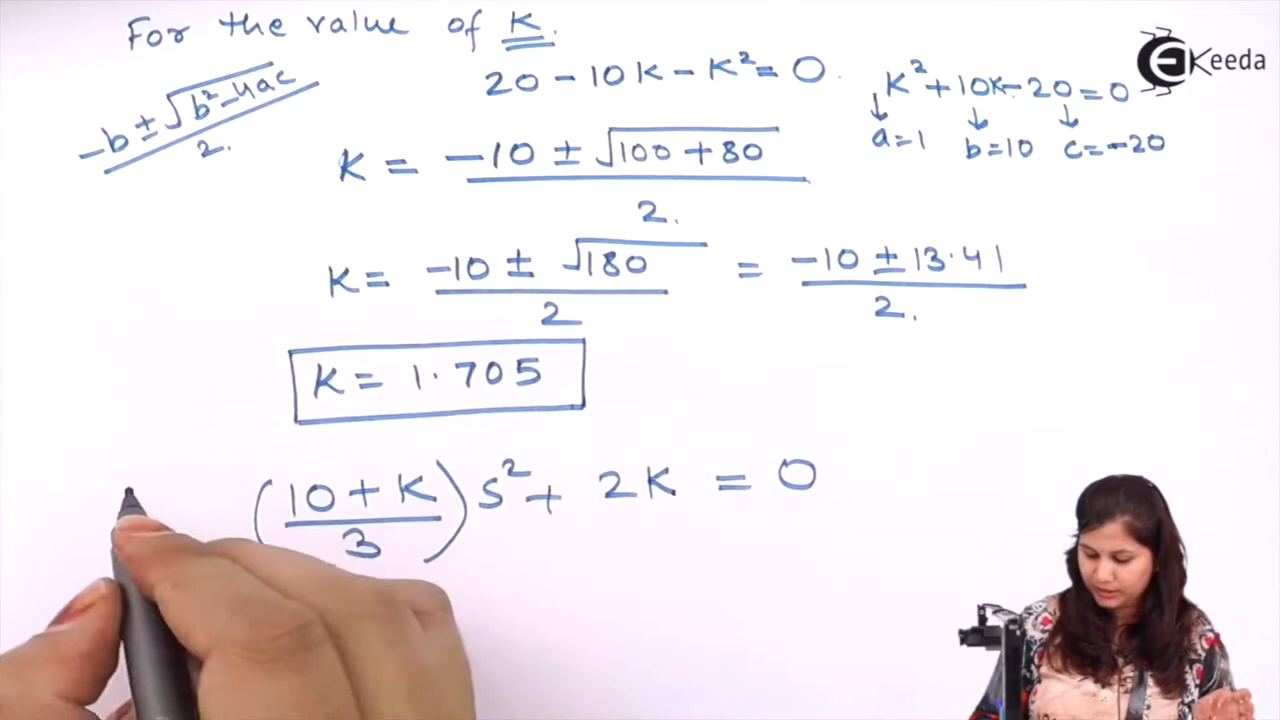 For the value of K.
20 - 10K - K² = 0.
K² + 10K - 20 = 0
a=1 b=10 c=-20
-b ± √b²-4ac / 2.
K = -10 ± √100 + 80 / 2.
K = -10 ± √180 / 2 = -10 ± 13.41 / 2.
K = 1.705
(10 + K / 3) s² + 2K = 0
EKeeda